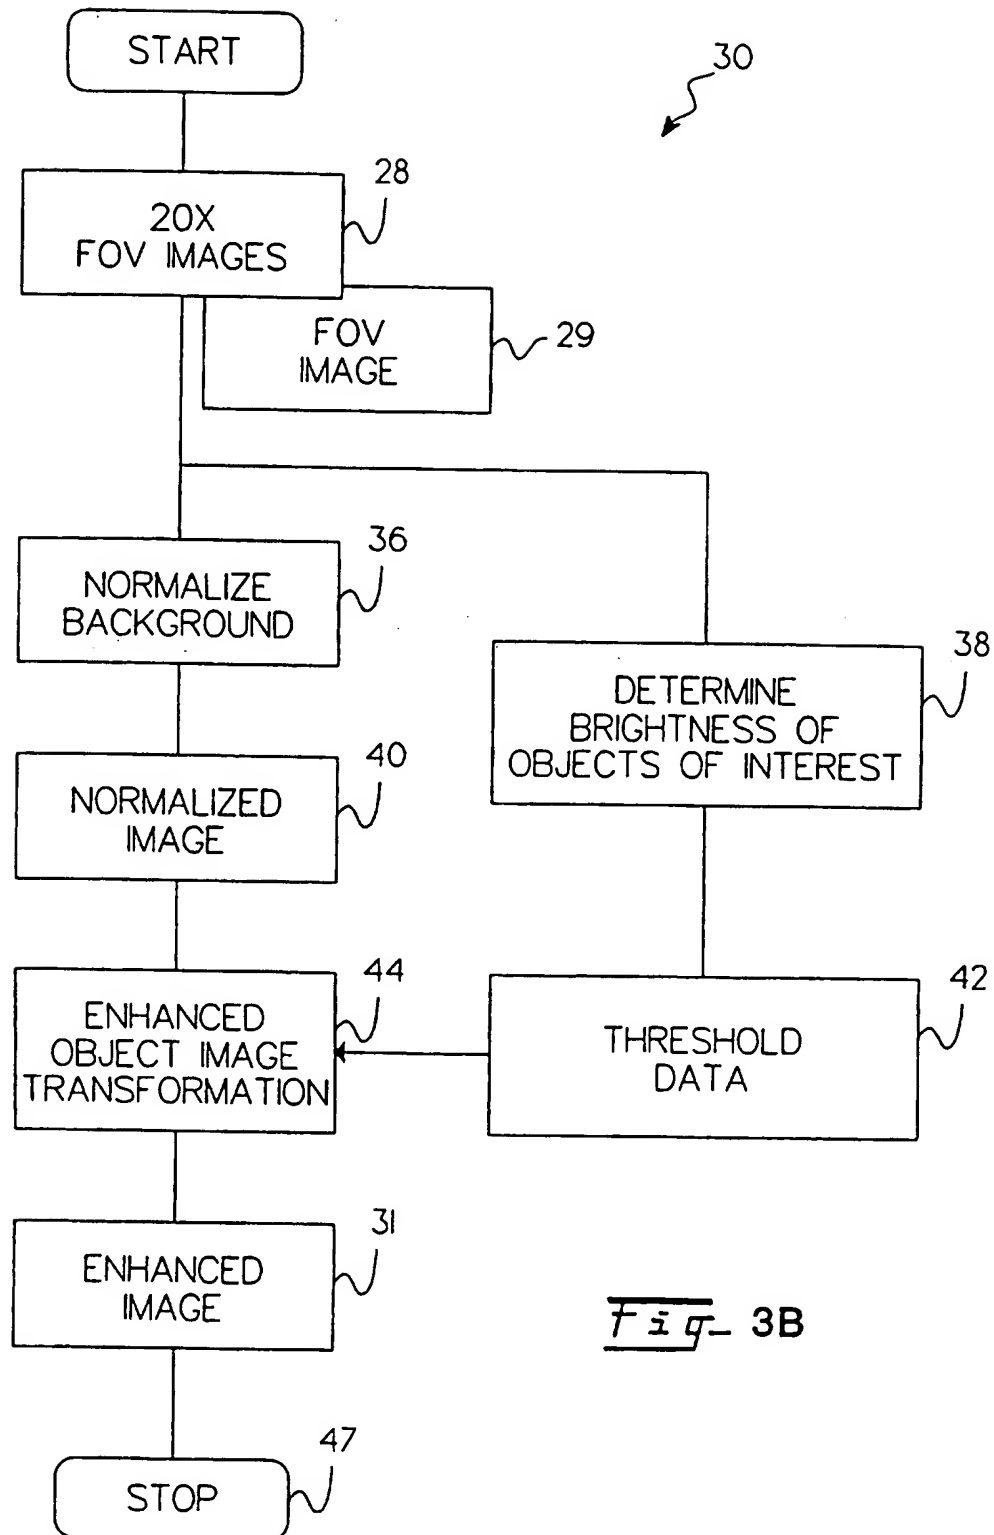 START
30
28
20X
FOV IMAGES
FOV
IMAGE
29
36
NORMALIZE
BACKGROUND
38
DETERMINE
BRIGHTNESS OF
OBJECTS OF INTEREST
40
NORMALIZED
IMAGE
44
ENHANCED
OBJECT IMAGE
TRANSFORMATION
42
THRESHOLD
DATA
31
ENHANCED
IMAGE
Fig_ 3B
47
STOP